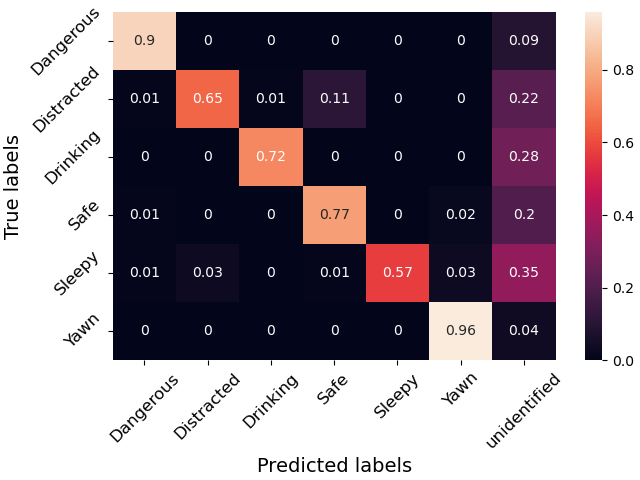 Dangerous 0.9 0 0 0 0 0 0.09
Distracted 0.01 0.65 0.01 0.11 0 0 0.22
Drinking 0 0 0.72 0 0 0 0.28
Safe 0.01 0 0 0.77 0 0.02 0.2
Sleepy 0.01 0.03 0 0.01 0.57 0.03 0.35
Yawn 0 0 0 0 0 0.96 0.04
True labels
Dangerous Distracted Drinking Safe Sleepy Yawn unidentified
Predicted labels
0.8
0.6
0.4
0.2
0.0